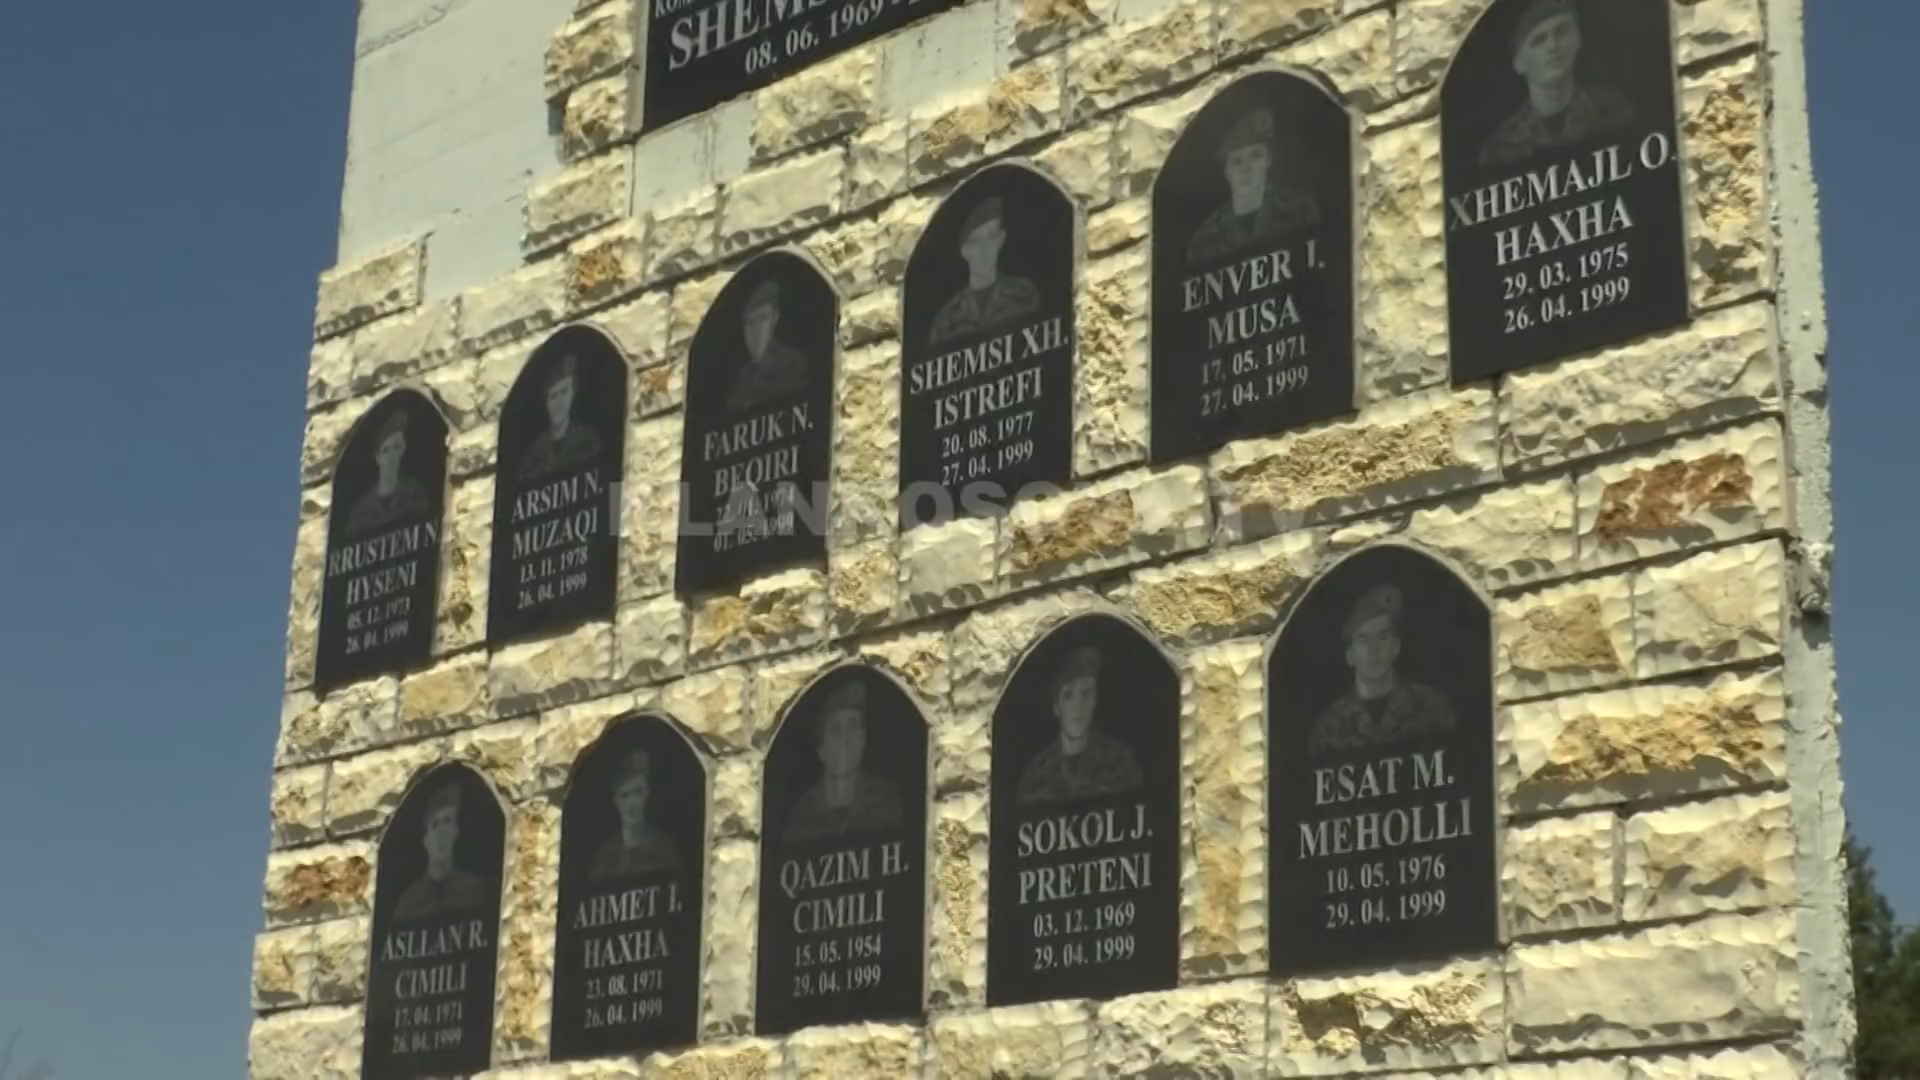 SHEMS
08. 06. 1969
XHEMAJL O.
HAXHA
29. 03. 1975
26. 04. 1999
ENVER I.
MUSA
17. 05. 1971
27. 04. 1999
SHEMSI XH.
ISTREFI
20. 08. 1977
27. 04. 1999
FARUK N.
BEQIRI
01. 05. 1999
ARSIM N.
MUZAQI
13. 11. 1978
26. 04. 1999
RRUSTEM N
HYSENI
05. 12. 1973
26. 04. 1999
ESAT M.
MEHOLLI
10. 05. 1976
29. 04. 1999
SOKOL J.
PRETENI
03. 12. 1969
29. 04. 1999
QAZIM H.
CIMILI
15. 05. 1954
29. 04. 1999
AHMET I.
HAXHA
23. 08. 1971
26. 04. 1999
ASLLAN R.
CIMILI
17. 04. 1971
26. 04. 1999